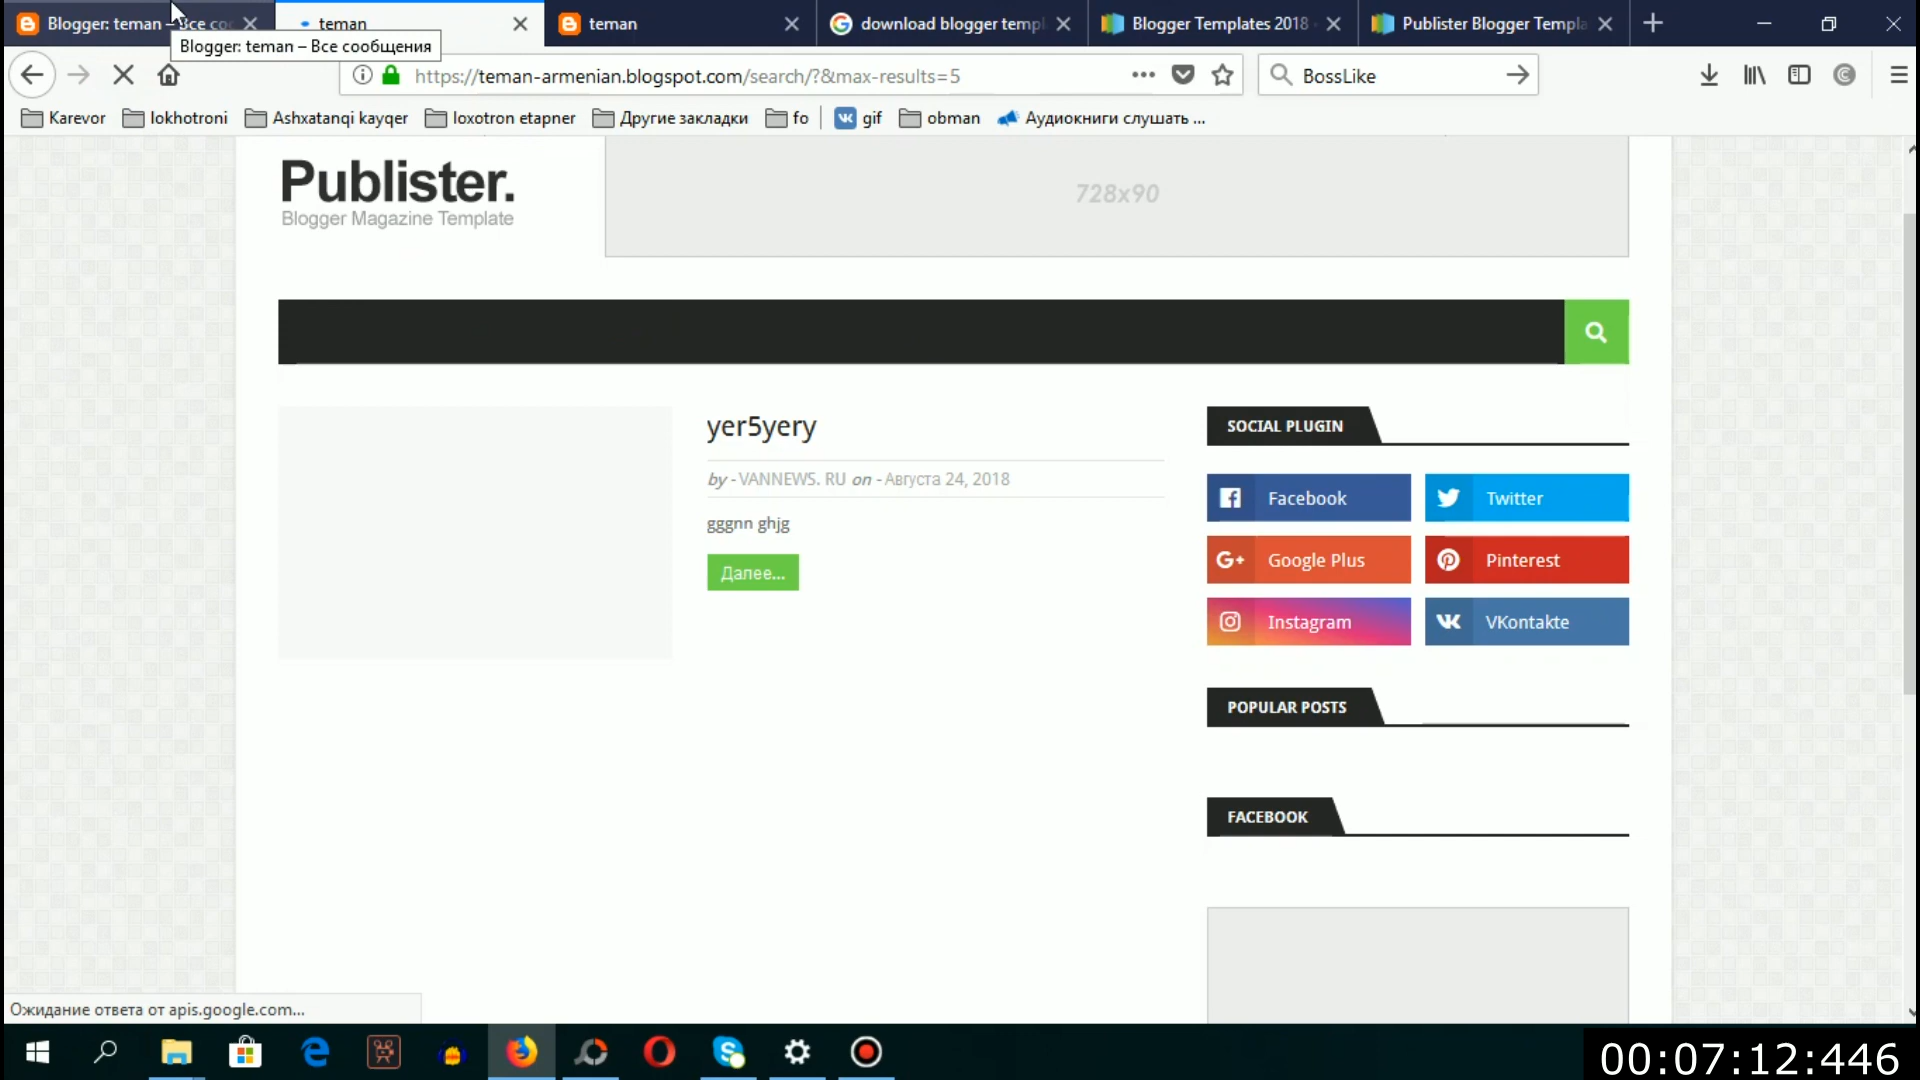 Blogger: teman – Все со
teman
teman
download blogger templ
Blogger Templates 2018
Publister Blogger Templa
Blogger: teman – Все сообщения
https://teman-armenian.blogspot.com/search/?&max-results=5
BossLike
Karevor
lokhotroni
Ashxatanqi kayqer
loxotron etapner
Другие закладки
fo
gif
obman
Аудиокниги слушать ...
Publister.
Blogger Magazine Template
728x90
yer5yery
by - VANNEWS. RU on - Августа 24, 2018
gggnn ghjg
Далее...
SOCIAL PLUGIN
Facebook
Twitter
Google Plus
Pinterest
Instagram
VKontakte
POPULAR POSTS
FACEBOOK
Ожидание ответа от apis.google.com...
00:07:12:446